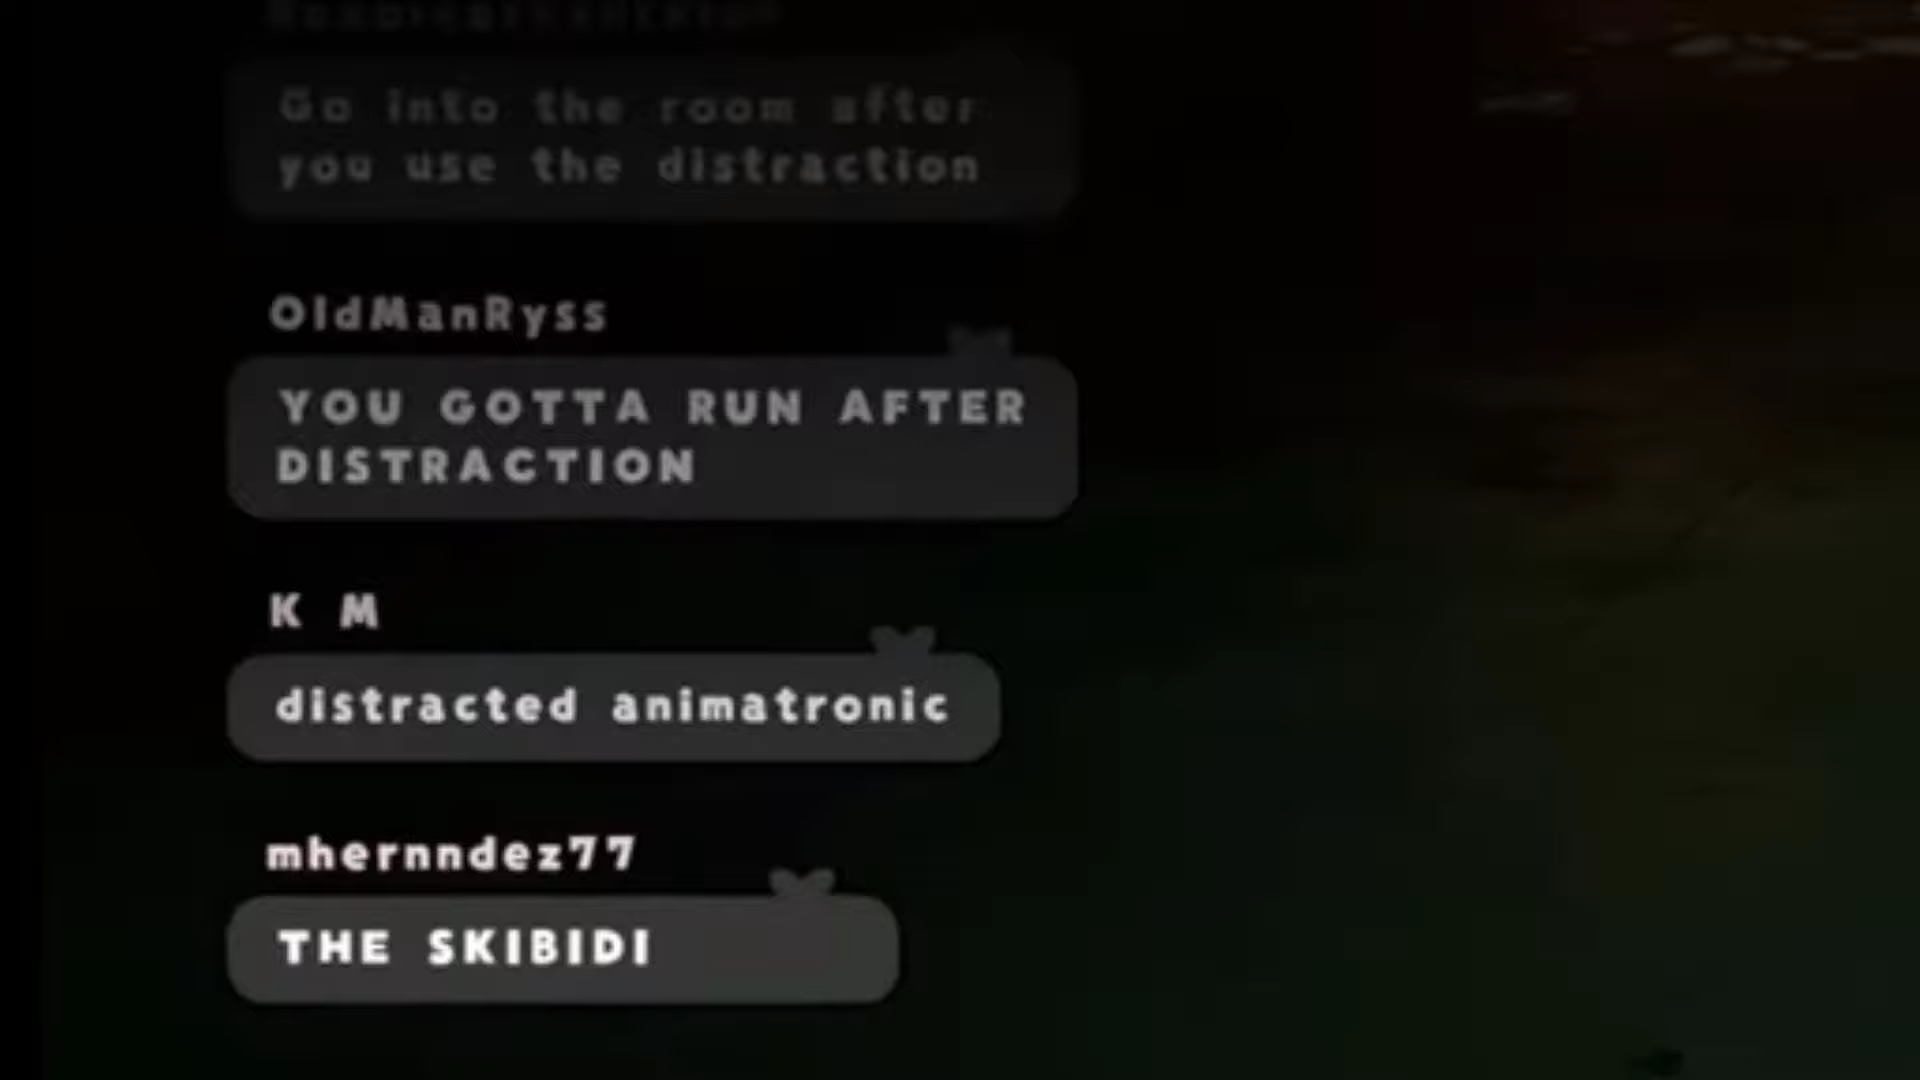 Go into the room after
you use the distraction
OldManRyss
YOU GOTTA RUN AFTER
DISTRACTION
K M
distracted animatronic
mhernndez77
THE SKIBIDI